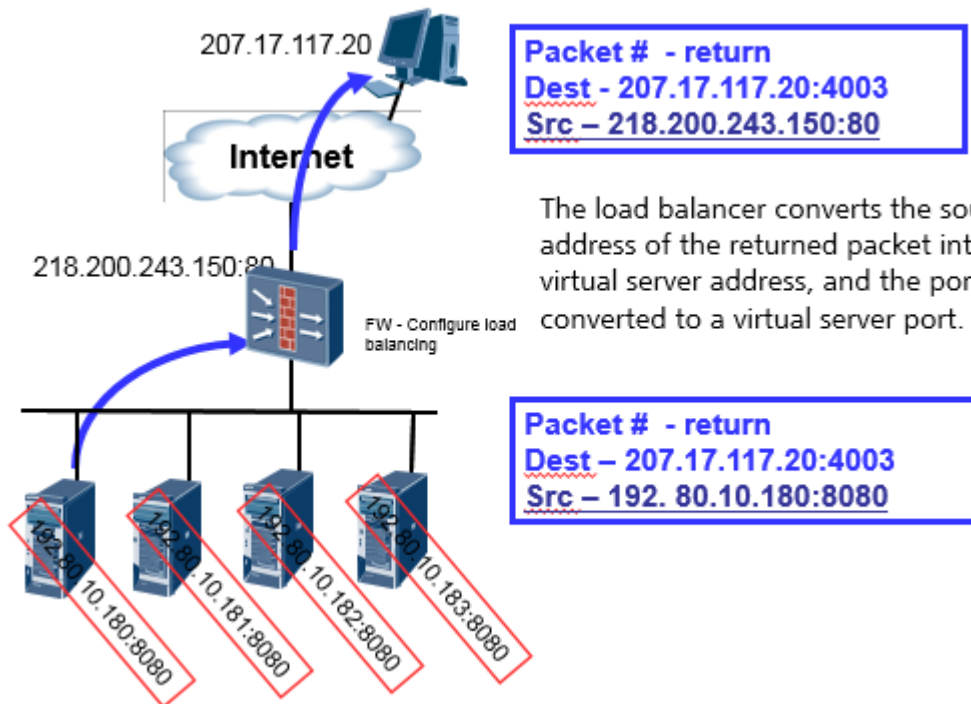 207.17.117.20
Packet # - return
Dest - 207.17.117.20:4003
Src – 218.200.243.150:80
Internet
The load balancer converts the sou
address of the returned packet int
virtual server address, and the por
converted to a virtual server port.
218.200.243.150:80
FW - Configure load
balancing
Packet # - return
Dest – 207.17.117.20:4003
Src – 192. 80.10.180:8080
192.80.10.180:8080
192.80.10.181:8080
192.80.10.182:8080
192.80.10.183:8080